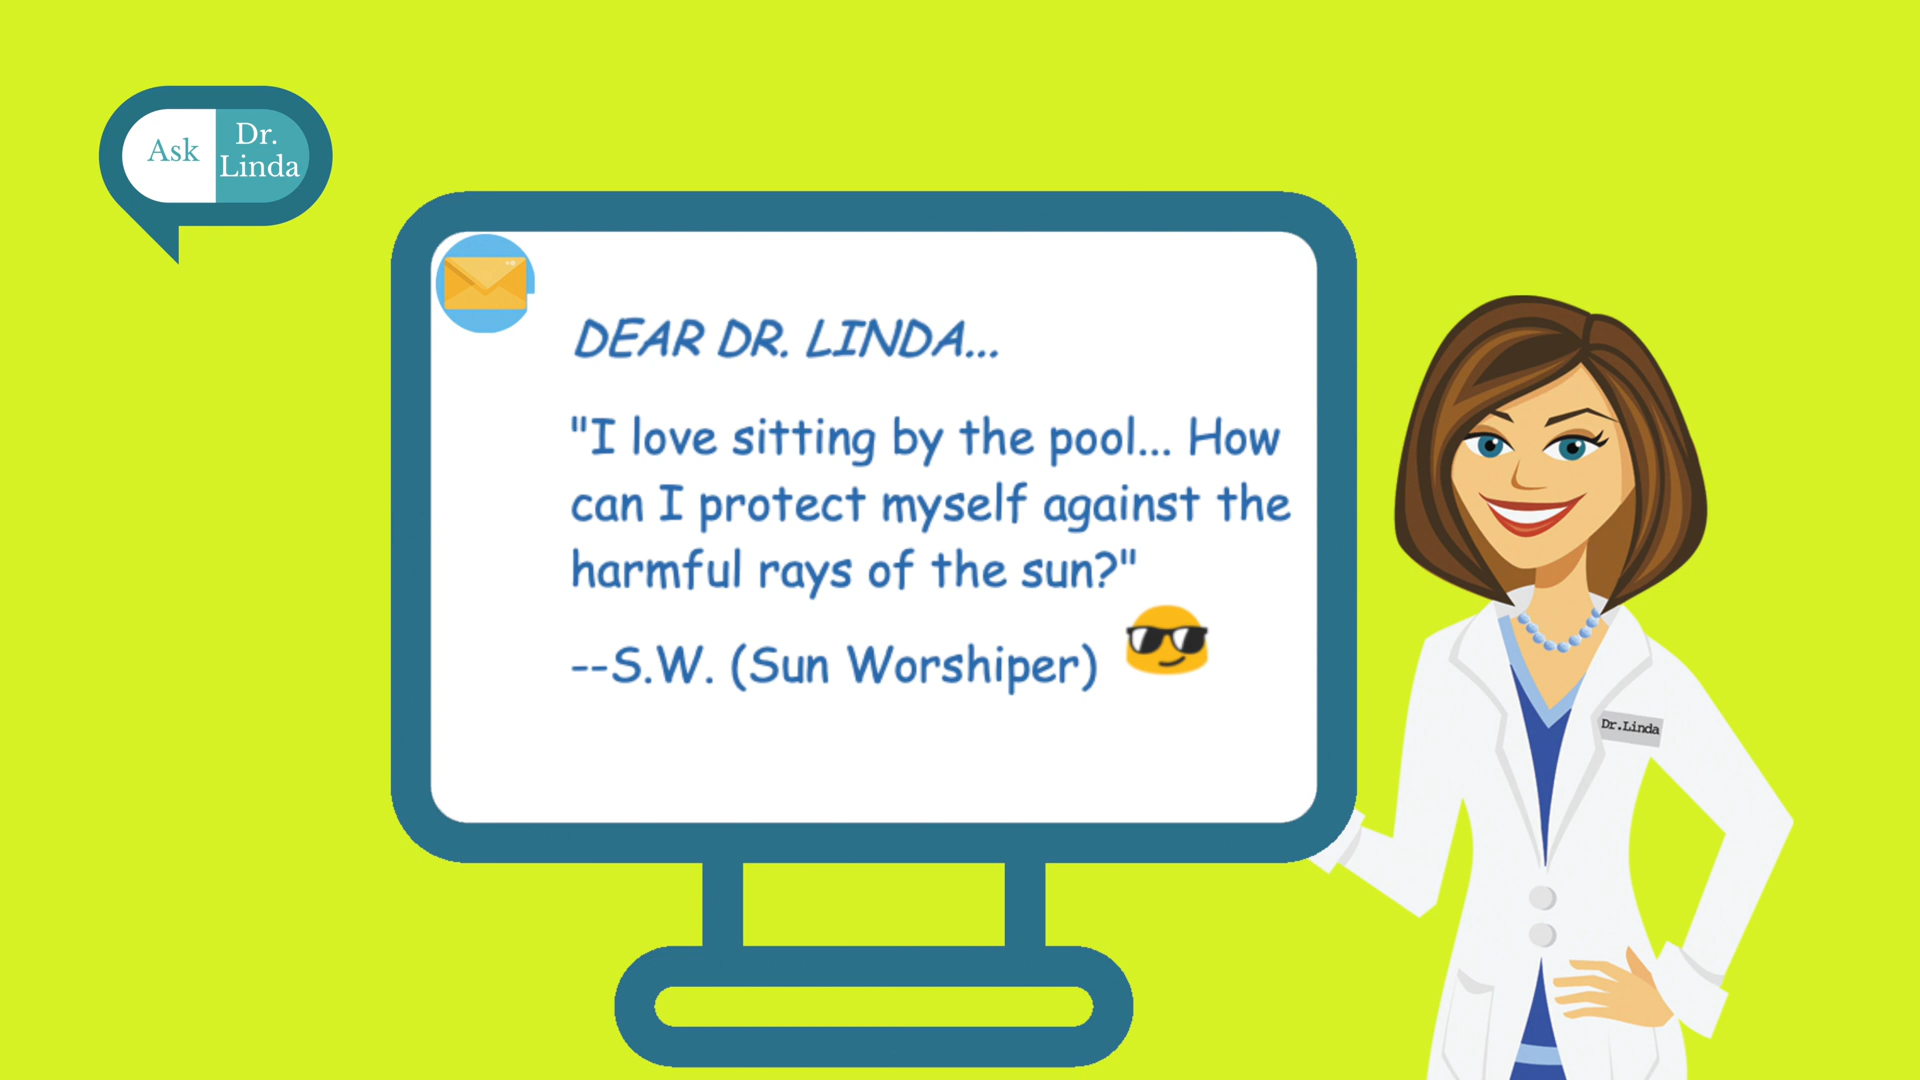 Ask
Dr.
Linda
DEAR DR. LINDA...
"I love sitting by the pool... How
can I protect myself against the
harmful rays of the sun?"
--S.W. (Sun Worshiper)
Dr.Linda